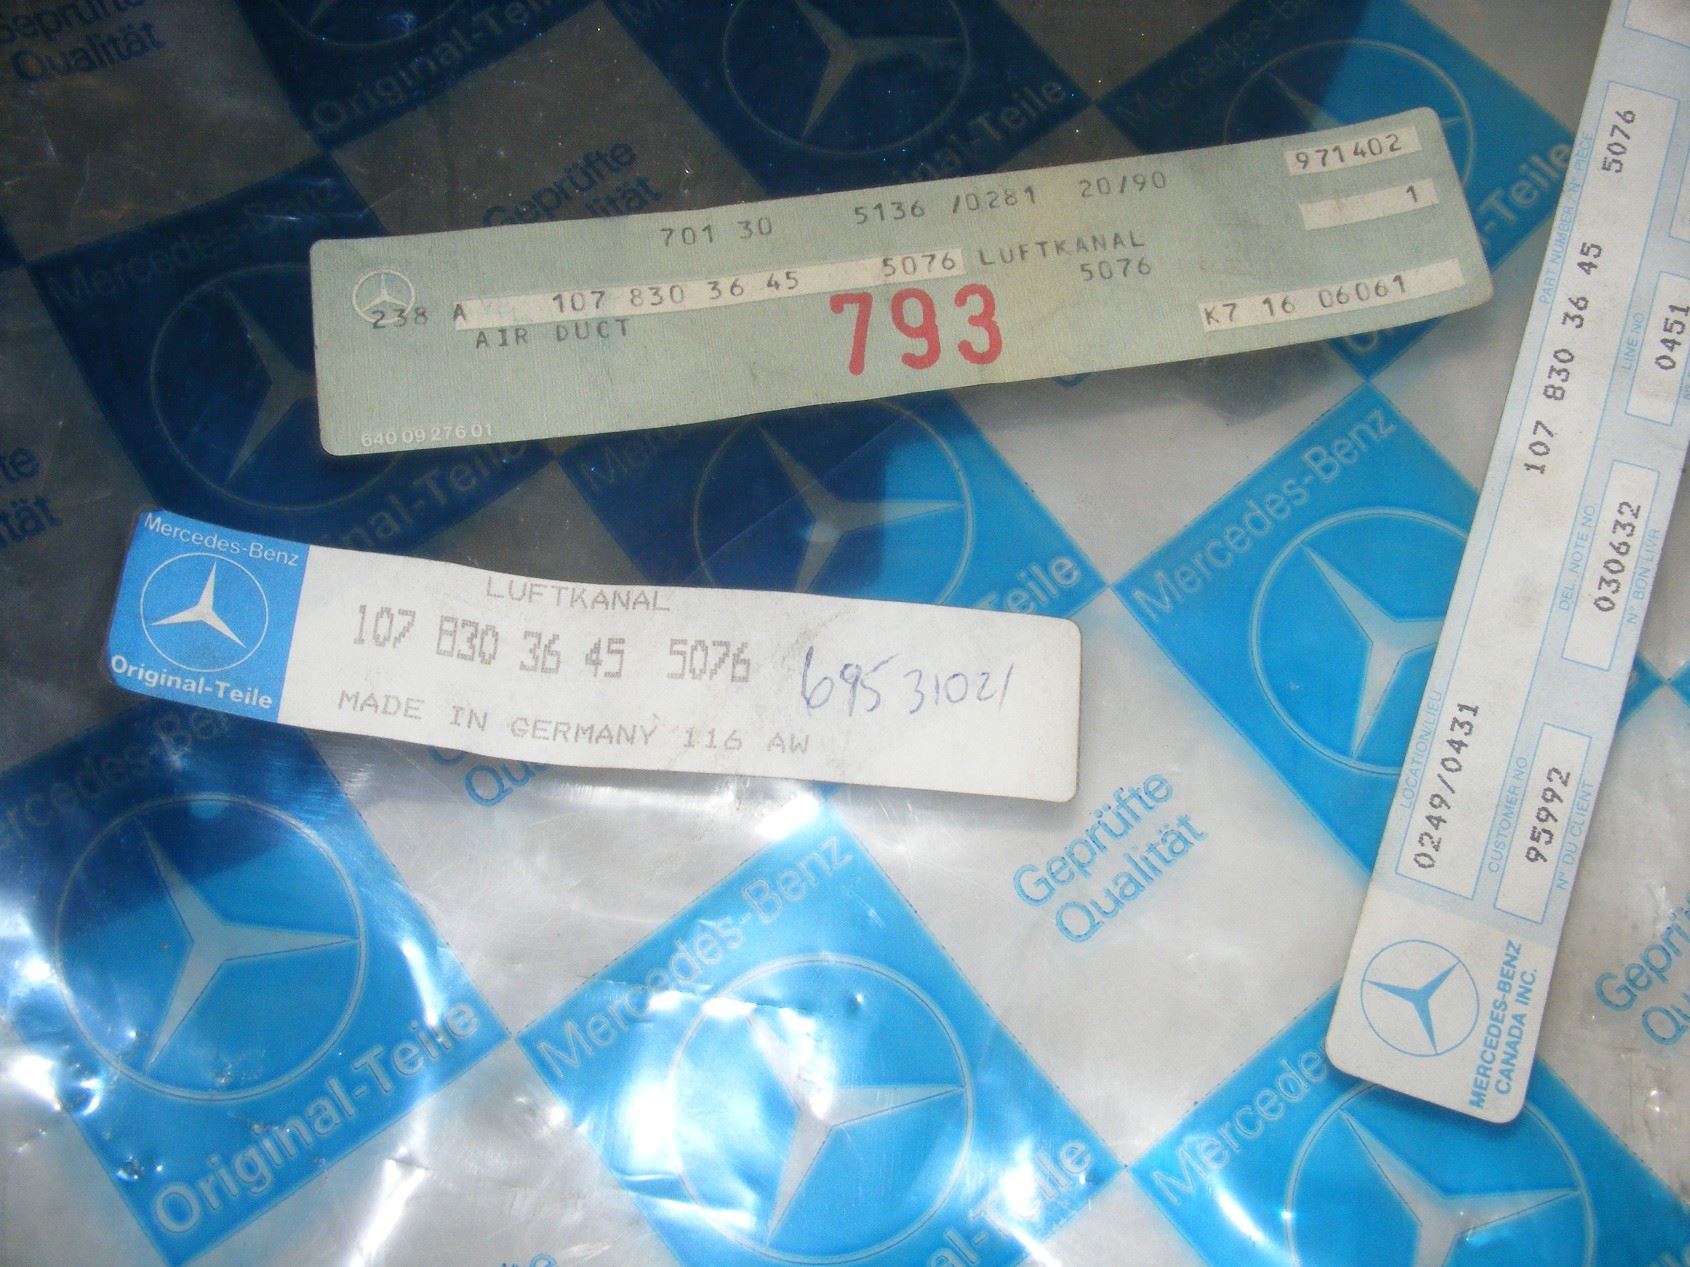 971402
701 30 5136 /0281 20/90
1
238 A 107 830 36 45 5076 LUFTKANAL
5076
AIR DUCT
793
K7 16 06061
640 09 276 01
Mercedes-Benz
Original-Teile
LUFTKANAL
107 830 36 45 5076
69531021
MADE IN GERMANY 116 AW
PART NUMBER/N° PIÈCE
107 830 36 45 5076
LOCATION/LIEU
0249/0431
DEL. NOTE NO.
030632
N° BON LIVR
LINE NO.
0451
CUSTOMER NO
95992
N° DU CLIENT
MERCEDES-BENZ
CANADA INC.
Geprüfte
Qualität
Mercedes-Benz
Original-Teile
Geprüfte
Qualität
Mercedes-Benz
Original-Teile
Mercedes-Benz
Original-Teile
Geprüfte
Qualität
Mercedes-Benz